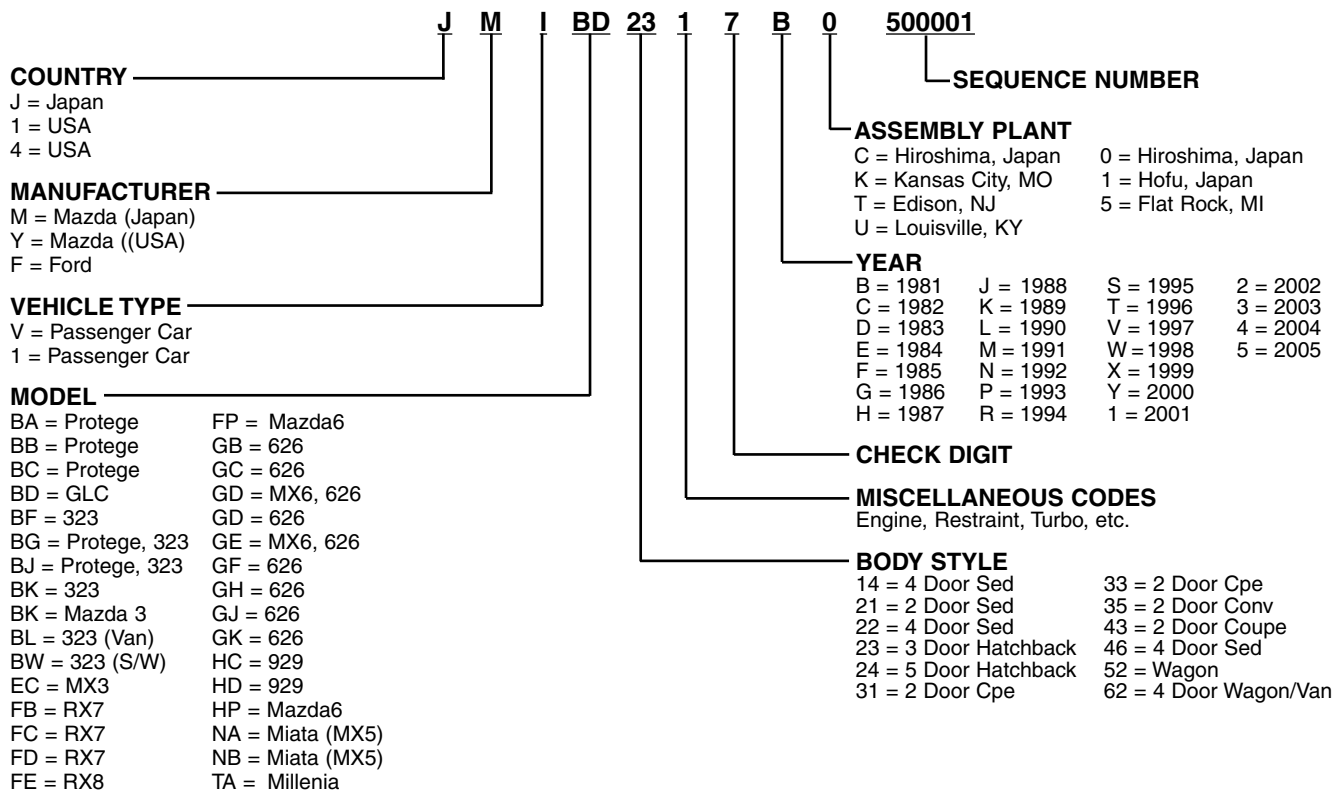 J M I BD 23 1 7 B 0 500001
COUNTRY
J = Japan
1 = USA
4 = USA
MANUFACTURER
M = Mazda (Japan)
Y = Mazda ((USA)
F = Ford
VEHICLE TYPE
V = Passenger Car
1 = Passenger Car
MODEL
BA = Protege
BB = Protege
BC = Protege
BD = GLC
BF = 323
BG = Protege, 323
BJ = Protege, 323
BK = 323
BK = Mazda 3
BL = 323 (Van)
BW = 323 (S/W)
EC = MX3
FB = RX7
FC = RX7
FD = RX7
FE = RX8
FP = Mazda6
GB = 626
GC = 626
GD = MX6, 626
GD = 626
GE = MX6, 626
GF = 626
GH = 626
GJ = 626
GK = 626
HC = 929
HD = 929
HP = Mazda6
NA = Miata (MX5)
NB = Miata (MX5)
TA = Millenia
SEQUENCE NUMBER
ASSEMBLY PLANT
C = Hiroshima, Japan
K = Kansas City, MO
T = Edison, NJ
U = Louisville, KY
0 = Hiroshima, Japan
1 = Hofu, Japan
5 = Flat Rock, MI
YEAR
B = 1981
C = 1982
D = 1983
E = 1984
F = 1985
G = 1986
H = 1987
J = 1988
K = 1989
L = 1990
M = 1991
N = 1992
P = 1993
R = 1994
S = 1995
T = 1996
V = 1997
W = 1998
X = 1999
Y = 2000
1 = 2001
2 = 2002
3 = 2003
4 = 2004
5 = 2005
CHECK DIGIT
MISCELLANEOUS CODES
Engine, Restraint, Turbo, etc.
BODY STYLE
14 = 4 Door Sed
21 = 2 Door Sed
22 = 4 Door Sed
23 = 3 Door Hatchback
24 = 5 Door Hatchback
31 = 2 Door Cpe
33 = 2 Door Cpe
35 = 2 Door Conv
43 = 2 Door Coupe
46 = 4 Door Sed
52 = Wagon
62 = 4 Door Wagon/Van